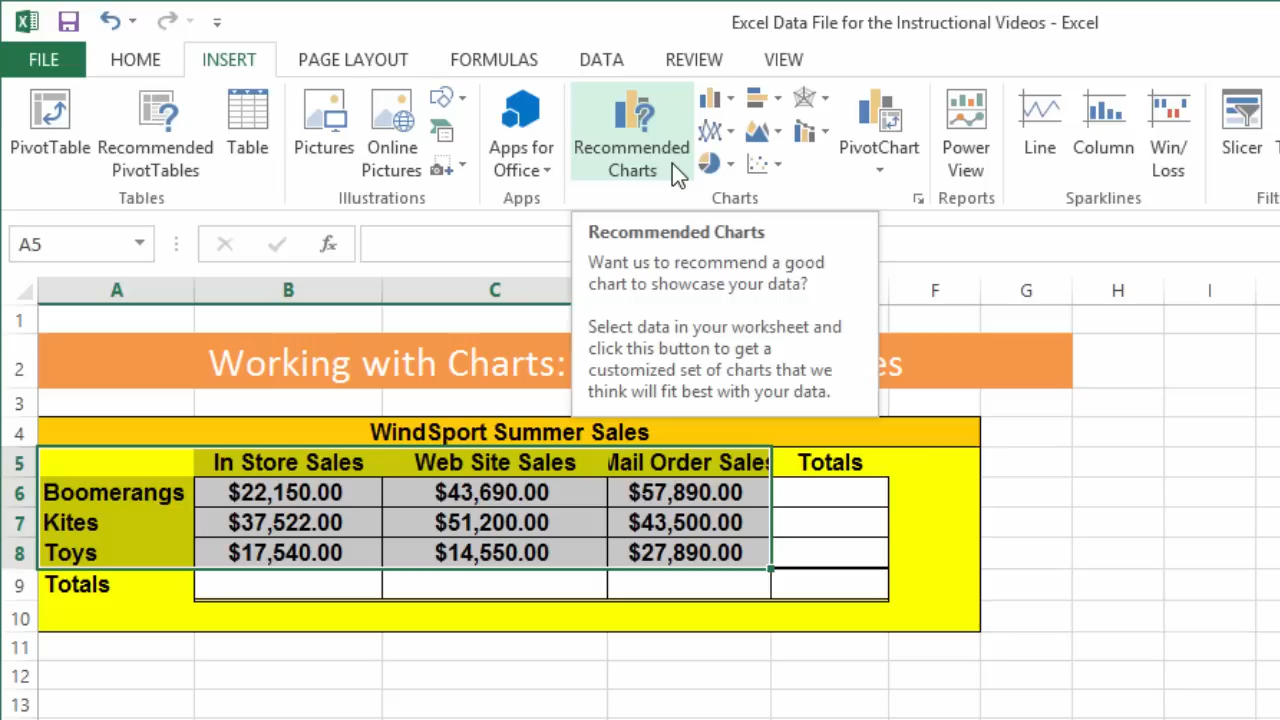 Excel Data File for the Instructional Videos - Excel
FILE HOME INSERT PAGE LAYOUT FORMULAS DATA REVIEW VIEW
PivotTable Recommended PivotTables Table Pictures Online Pictures Apps for Office Recommended Charts PivotChart Power View Line Column Win/ Loss Slicer
Tables Illustrations Apps Charts Reports Sparklines Filt
A5 fx
Recommended Charts
Want us to recommend a good
chart to showcase your data?
Select data in your worksheet and
click this button to get a
customized set of charts that we
think will fit best with your data.
A B C F G H I
1
2 Working with Charts: es
3
4 WindSport Summer Sales
5 In Store Sales Web Site Sales Mail Order Sales Totals
6 Boomerangs $22,150.00 $43,690.00 $57,890.00
7 Kites $37,522.00 $51,200.00 $43,500.00
8 Toys $17,540.00 $14,550.00 $27,890.00
9 Totals
10
11
12
13